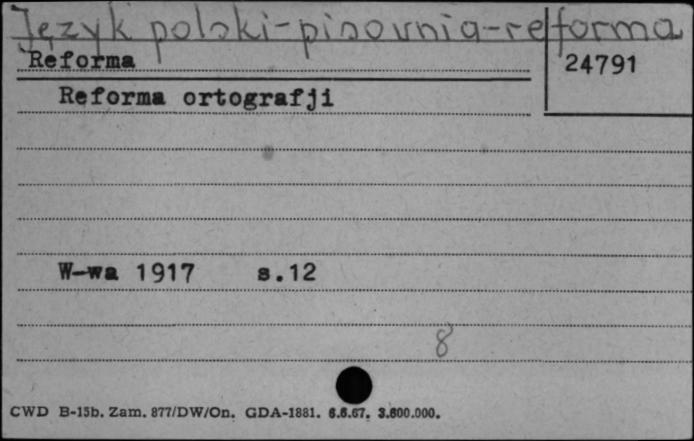 Język polski-pisownia-reforma
Reforma
24791
Reforma ortografji
W-wa 1917 s.12
8
CWD B-15b. Zam. 877/DW/On. GDA-1881. 6.6.67. 3.600.000.